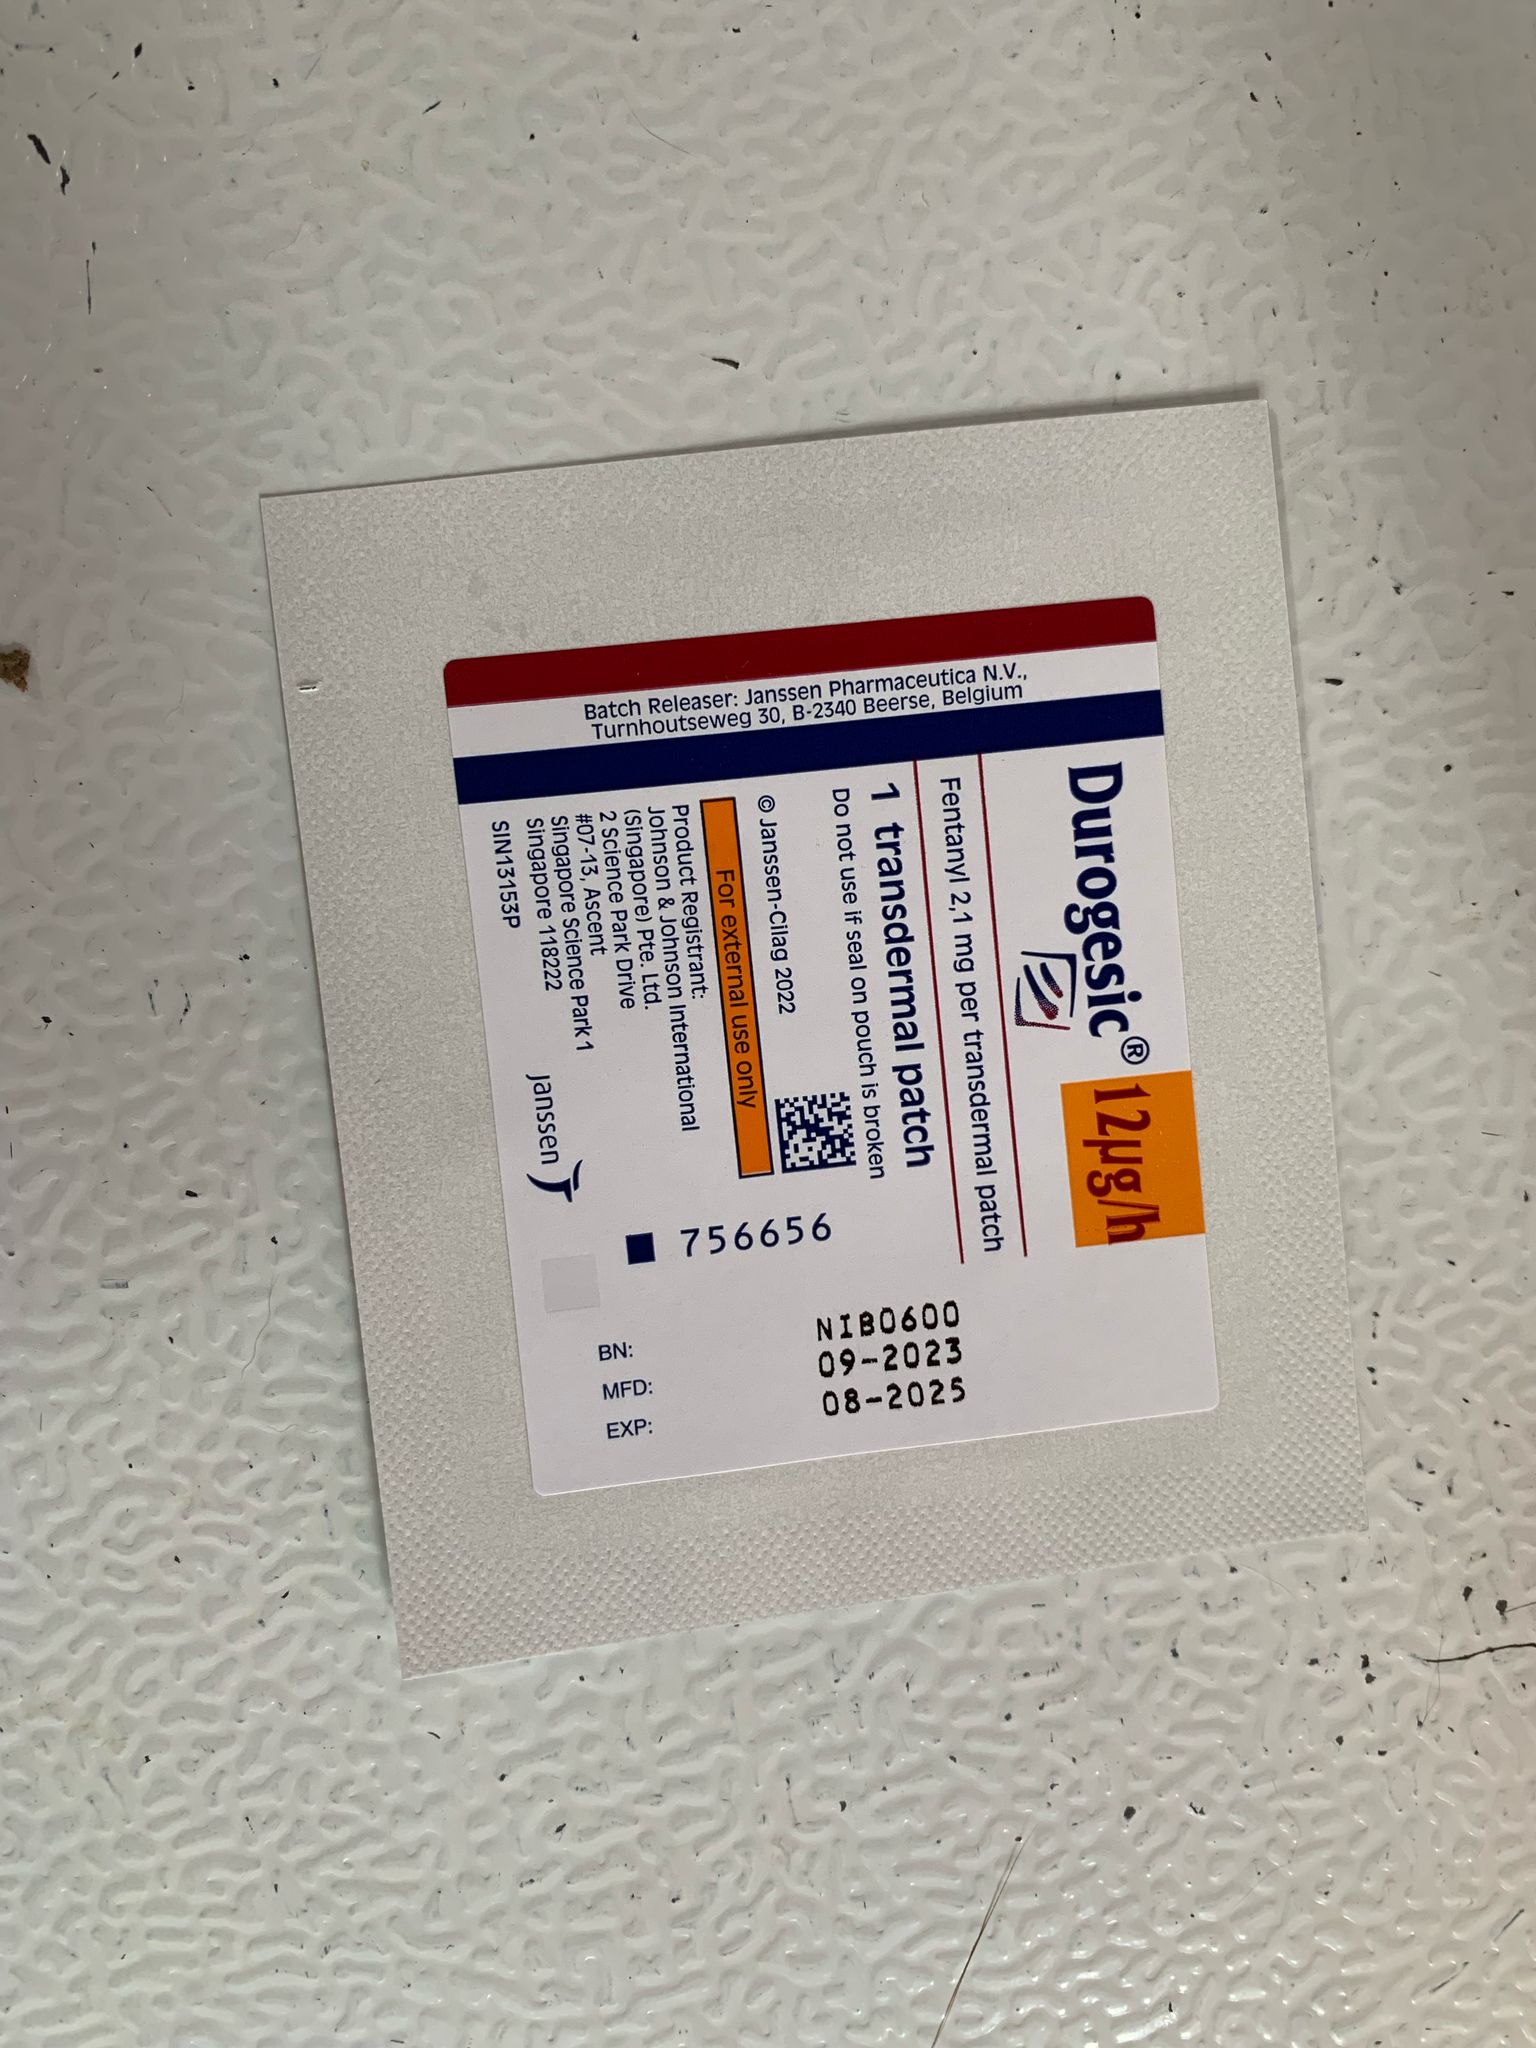 Durogesic® 12µg/h
Fentanyl 2,1 mg per transdermal patch
1 transdermal patch
Do not use if seal on pouch is broken
© Janssen-Cilag 2022
For external use only
Product Registrant:
Johnson & Johnson International
(Singapore) Pte. Ltd.
2 Science Park Drive
#07-13, Ascent
Singapore Science Park 1
Singapore 118222
SIN13153P
janssen
756656
Batch Releaser: Janssen Pharmaceutica N.V.,
Turnhoutseweg 30, B-2340 Beerse, Belgium
BN: NIB0600
MFD: 09-2023
EXP: 08-2025